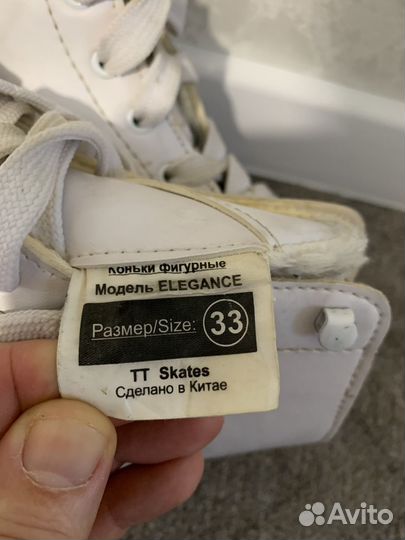 Коньки Фигурные
Модель ELEGANCE
Размер/Size: 33
TT Skates
Сделано в Китае
Avito